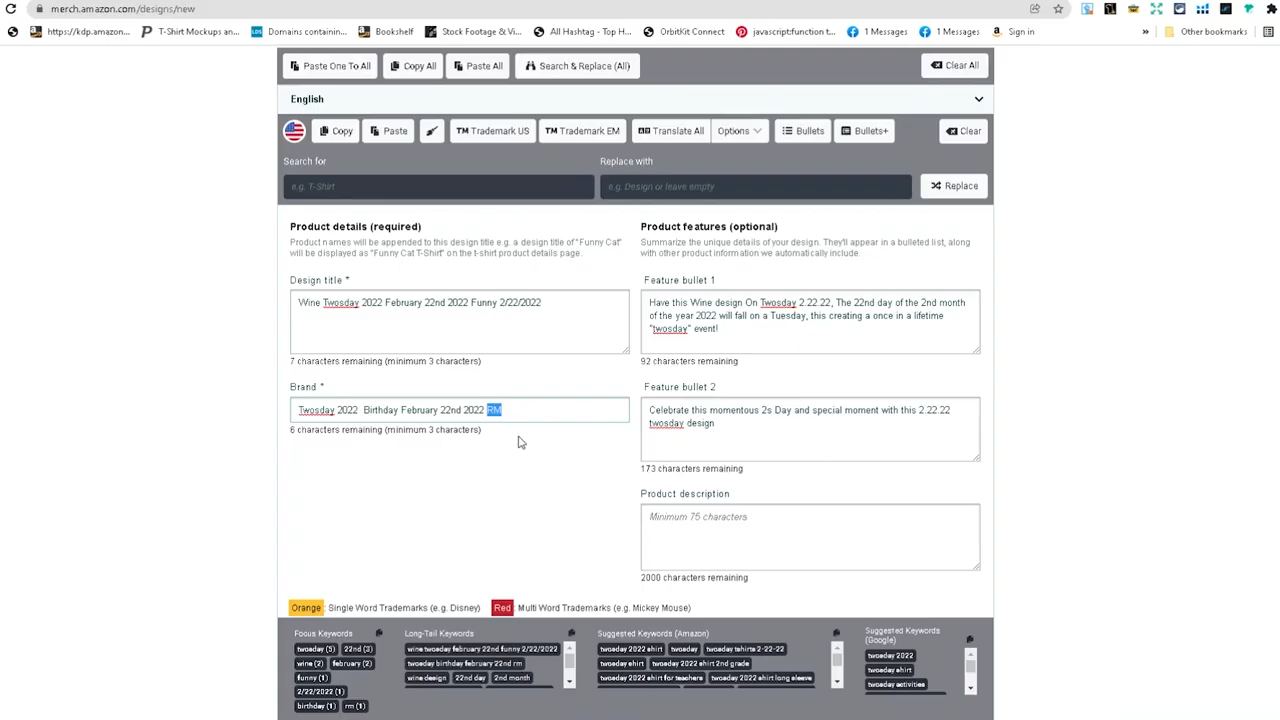 merch.amazon.com/designs/new
https://kdp.amazon...
T-Shirt Mockups an...
Domains containin...
Bookshelf
Stock Footage & Vi...
All Hashtag - Top H...
OrbitKit Connect
javascript:function t...
1 Messages
1 Messages
Sign in
»
Other bookmarks
Paste One To All
Copy All
Paste All
Search & Replace (All)
Clear All
English
Copy
Paste
TM Trademark US
TM Trademark EM
Translate All
Options
Bullets
Bullets+
Clear
Search for
Replace with
e.g. T-Shirt
e.g. Design or leave empty
Replace
Product details (required)
Product names will be appended to this design title e.g. a design title of "Funny Cat"
will be displayed as "Funny Cat T-Shirt" on the t-shirt product details page.
Design title *
Wine Twosday 2022 February 22nd 2022 Funny 2/22/2022
7 characters remaining (minimum 3 characters)
Brand *
Twosday 2022 Birthday February 22nd 2022 RM
6 characters remaining (minimum 3 characters)
Product features (optional)
Summarize the unique details of your design. They'll appear in a bulleted list, along
with other product information we automatically include.
Feature bullet 1
Have this Wine design On Twosday 2.22.22, The 22nd day of the 2nd month
of the year 2022 will fall on a Tuesday, this creating a once in a lifetime
"twosday" event!
92 characters remaining
Feature bullet 2
Celebrate this momentous 2s Day and special moment with this 2.22.22
twosday design
173 characters remaining
Product description
Minimum 75 characters
2000 characters remaining
Orange : Single Word Trademarks (e.g. Disney)
Red : Multi Word Trademarks (e.g. Mickey Mouse)
Focus Keywords
twosday (5) 22nd (3)
wine (2) february (2)
funny (1)
2/22/2022 (1)
birthday (1) rm (1)
Long-Tail Keywords
wine twosday february 22nd funny 2/22/2022
twosday birthday february 22nd rm
wine design 22nd day 2nd month
Suggested Keywords (Amazon)
twosday 2022 shirt twosday twosday tshirts 2-22-22
twosday shirt twosday 2022 shirt 2nd grade
twosday 2022 shirt for teachers twosday 2022 shirt long sleeve
Suggested Keywords
(Google)
twosday 2022
twosday shirt
twosday activities